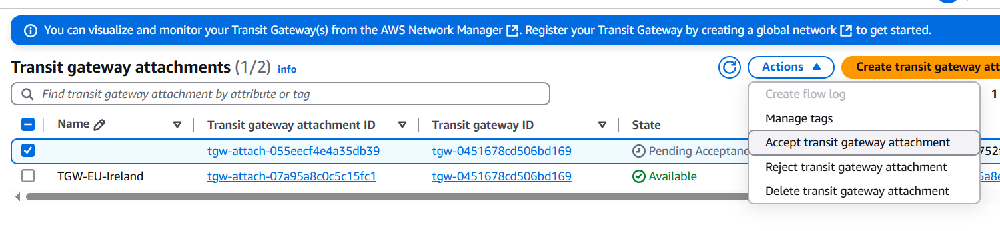 You can visualize and monitor your Transit Gateway(s) from the AWS Network Manager. Register your Transit Gateway by creating a global network to get started.
Transit gateway attachments (1/2) info
Actions
Create transit gateway att
Find transit gateway attachment by attribute or tag
1
Create flow log
Manage tags
Accept transit gateway attachment
Reject transit gateway attachment
Delete transit gateway attachment
Name Transit gateway attachment ID Transit gateway ID State
tgw-attach-055eecf4e4a35db39 tgw-0451678cd506bd169 Pending Acceptanc
TGW-EU-Ireland tgw-attach-07a95a8c0c5c15fc1 tgw-0451678cd506bd169 Available